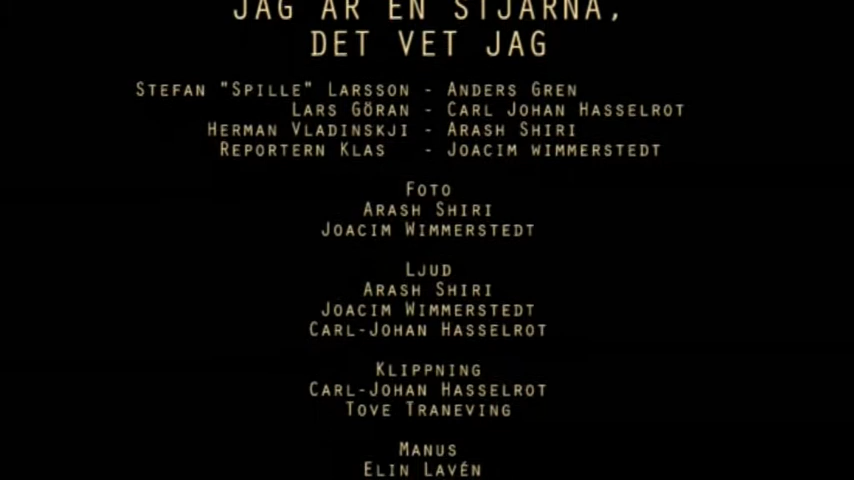 JAG ÄR EN STJÄRNA,
DET VET JAG
STEFAN "SPILLE" LARSSON - ANDERS GREN
LARS GÖRAN - CARL JOHAN HASSELROT
HERMAN VLADINSKJI - ARASH SHIRI
REPORTERN KLAS - JOACIM WIMMERSTEDT
FOTO
ARASH SHIRI
JOACIM WIMMERSTEDT
LJUD
ARASH SHIRI
JOACIM WIMMERSTEDT
CARL-JOHAN HASSELROT
KLIPPNING
CARL-JOHAN HASSELROT
TOVE TRANEVING
MANUS
ELIN LAVÉN